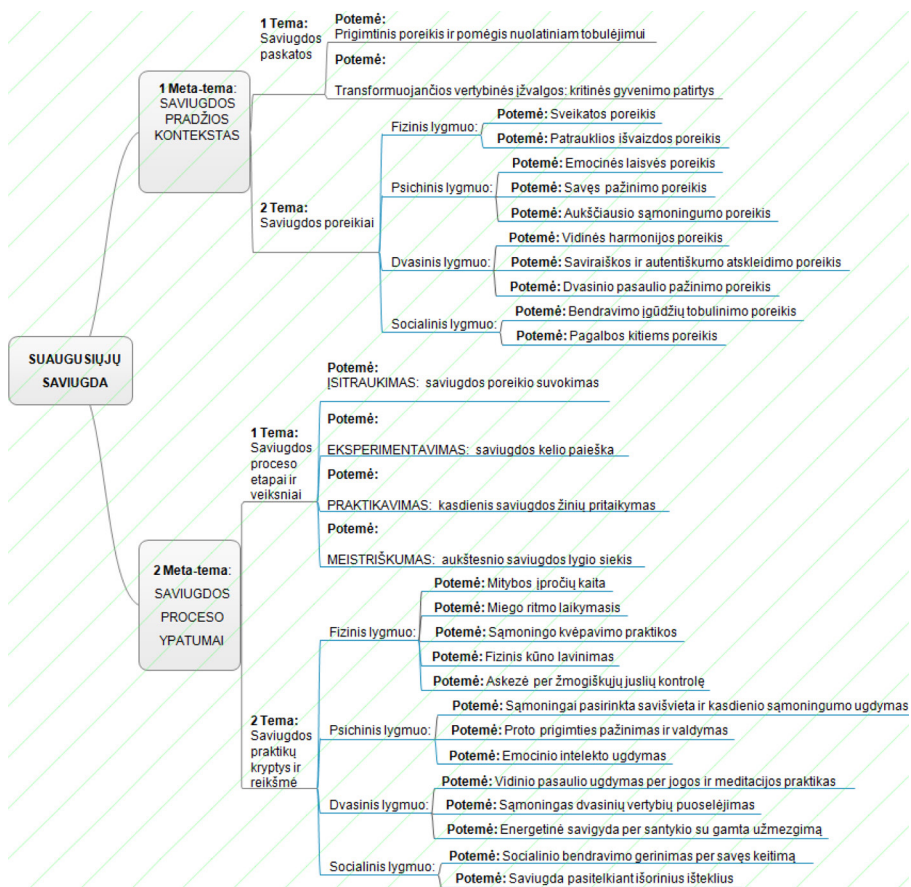 SUAUGUSIŲJŲ
SAVIUGDA
1 Meta-tema:
SAVIUGDOS
PRADŽIOS
KONTEKSTAS
1 Tema:
Saviugdos
paskatos
Potemė:
Prigimtinis poreikis ir pomėgis nuolatiniam tobulėjimui
Potemė:
Transformuojančios vertybinės įžvalgos: kritinės gyvenimo patirtys
2 Tema:
Saviugdos poreikiai
Fizinis lygmuo:
Potemė: Sveikatos poreikis
Potemė: Patrauklios išvaizdos poreikis
Psichinis lygmuo:
Potemė: Emocinės laisvės poreikis
Potemė: Savęs pažinimo poreikis
Potemė: Aukščiausio sąmoningumo poreikis
Dvasinis lygmuo:
Potemė: Vidinės harmonijos poreikis
Potemė: Saviraiškos ir autentiškumo atskleidimo poreikis
Potemė: Dvasinio pasaulio pažinimo poreikis
Socialinis lygmuo:
Potemė: Bendravimo įgūdžių tobulinimo poreikis
Potemė: Pagalbos kitiems poreikis
2 Meta-tema:
SAVIUGDOS
PROCESO
YPATUMAI
1 Tema:
Saviugdos
proceso
etapai ir
veiksniai
Potemė:
ĮSITRAUKIMAS: saviugdos poreikio suvokimas
Potemė:
EKSPERIMENTAVIMAS: saviugdos kelio paieška
Potemė:
PRAKTIKAVIMAS: kasdienis saviugdos žinių pritaikymas
Potemė:
MEISTRIŠKUMAS: aukštesnio saviugdos lygio siekis
2 Tema:
Saviugdos
praktikų
kryptys ir
reikšmė
Fizinis lygmuo:
Potemė: Mitybos įpročių kaita
Potemė: Miego ritmo laikymasis
Potemė: Sąmoningo kvėpavimo praktikos
Potemė: Fizinis kūno lavinimas
Potemė: Askezė per žmogiškųjų juslių kontrolę
Psichinis lygmuo:
Potemė: Sąmoningai pasirinkta savišvieta ir kasdienio sąmoningumo ugdymas
Potemė: Proto prigimties pažinimas ir valdymas
Potemė: Emocinio intelekto ugdymas
Dvasinis lygmuo:
Potemė: Vidinio pasaulio ugdymas per jogos ir meditacijos praktikas
Potemė: Sąmoningas dvasinių vertybių puoselėjimas
Potemė: Energetinė savigyda per santykio su gamta užmezgimą
Socialinis lygmuo:
Potemė: Socialinio bendravimo gerinimas per savęs keitimą
Potemė: Saviugda pasitelkiant išorinius išteklius